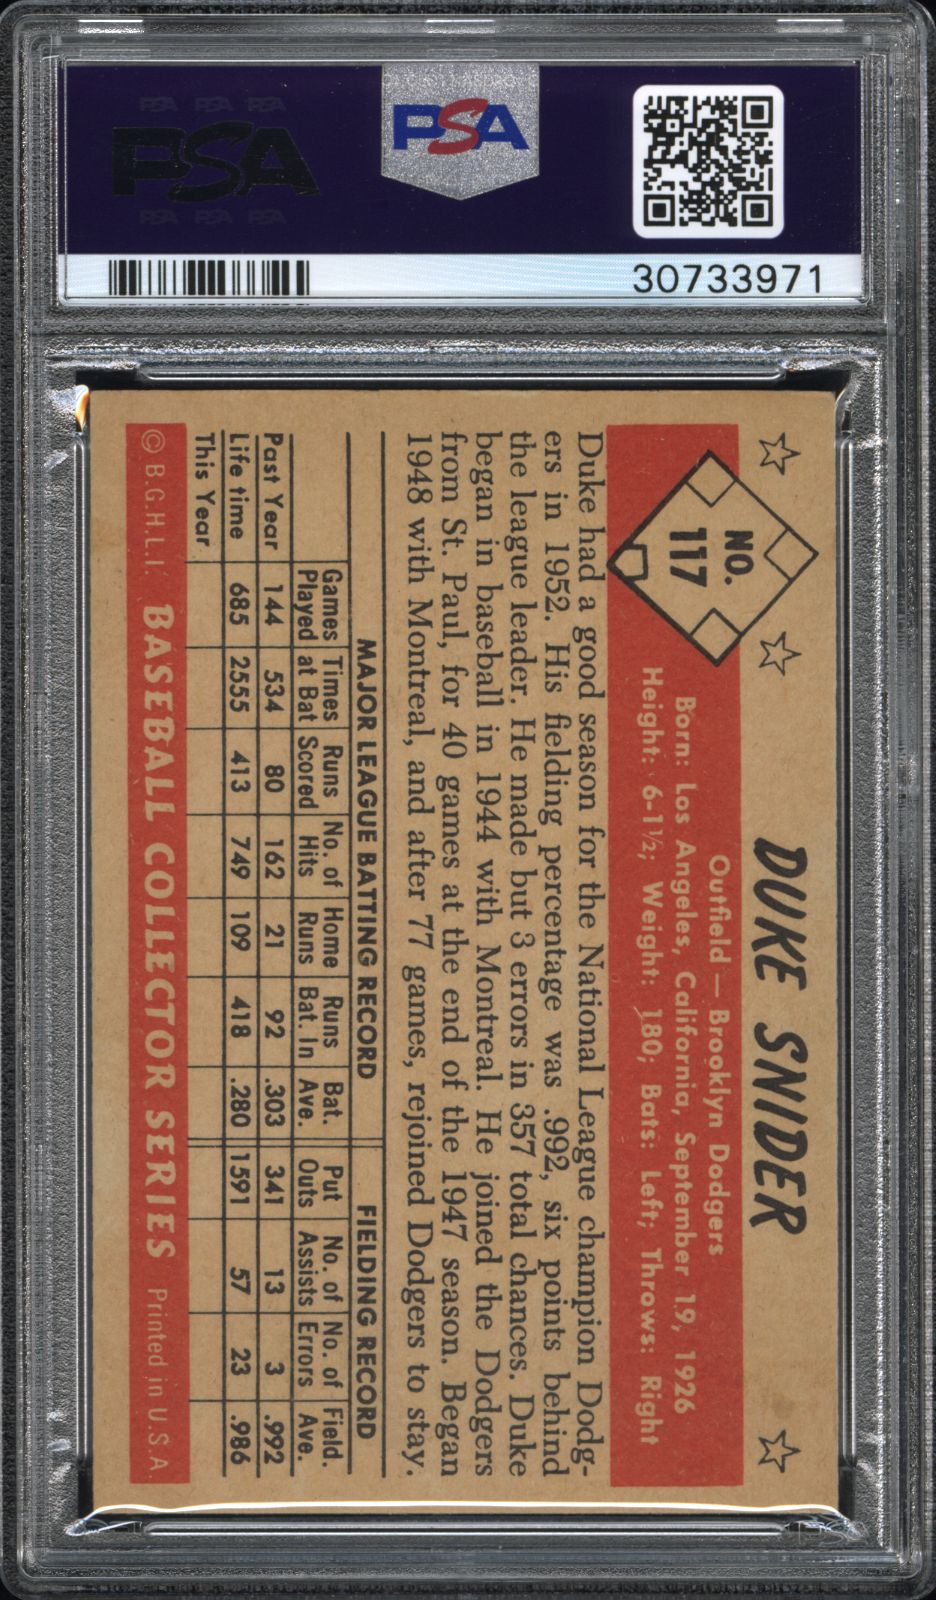 PSA PSA PSA
PSA
PSA PSA PSA
PSA
30733971
NO.
117
DUKE SNIDER
Outfield — Brooklyn Dodgers
Born: Los Angeles, California, September 19, 1926
Height: 6-1½; Weight: 180; Bats: Left; Throws: Right
Duke had a good season for the National League champion Dodg-
ers in 1952. His fielding percentage was .992, six points behind
the league leader. He made but 3 errors in 357 total chances. Duke
began in baseball in 1944 with Montreal. He joined the Dodgers
from St. Paul, for 40 games at the end of the 1947 season. Began
1948 with Montreal, and after 77 games, rejoined Dodgers to stay.
MAJOR LEAGUE BATTING RECORD FIELDING RECORD
Games Times Runs No. of Home Runs Bat. Put No. of No. of Field.
Played at Bat Scored Hits Runs Bat. In Ave. Outs Assists Errors Ave.
Past Year 144 534 80 162 21 92 .303 341 13 3 .992
Life time 685 2555 413 749 109 418 .280 1591 57 23 .986
This Year
© B.G.H.L.I. BASEBALL COLLECTOR SERIES Printed in U.S.A.